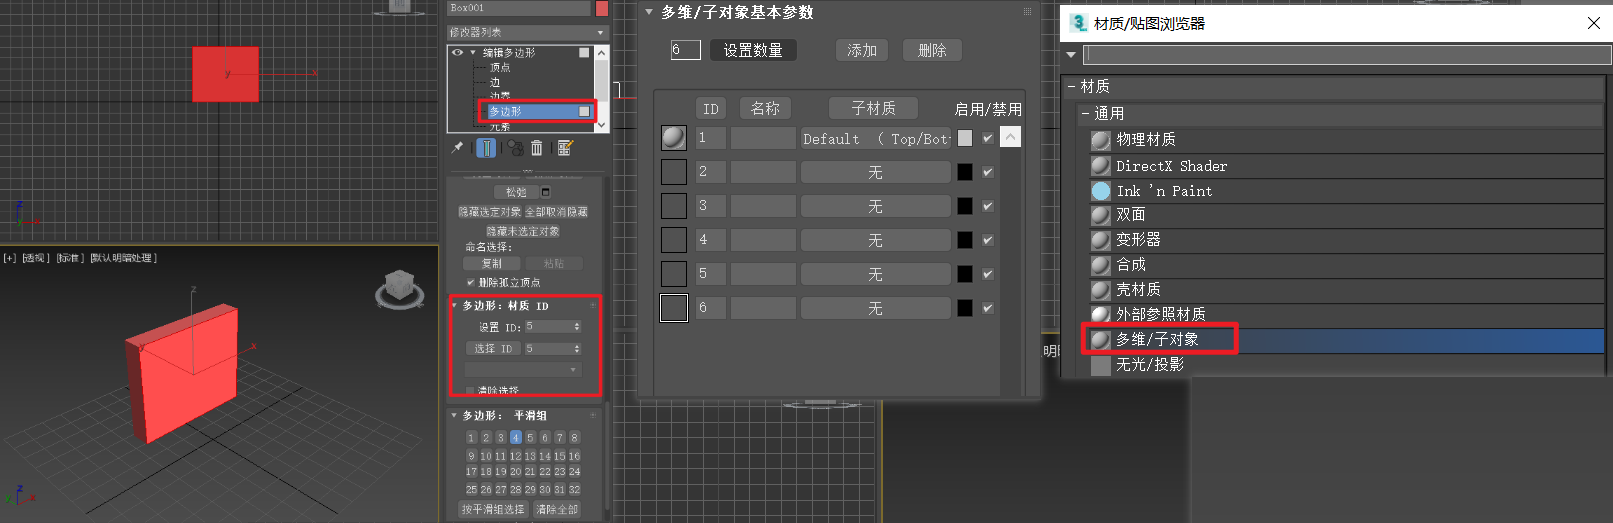 [+] [透视] [标准] [默认明暗处理]
y
x
z
x
y
z
y
x
z
y
x
Box001
修改器列表
编辑多边形
顶点
边
边界
多边形
元素
松弛
隐藏选定对象 全部取消隐藏
隐藏未选定对象
命名选择:
复制 粘贴
删除孤立顶点
多边形: 材质 ID
设置 ID: 5
选择 ID 5
清除选择
多边形: 平滑组
1 2 3 4 5 6 7 8
9 10 11 12 13 14 15 16
17 18 19 20 21 22 23 24
25 26 27 28 29 30 31 32
按平滑组选择 清除全部
多维/子对象基本参数
6 设置数量 添加 删除
ID 名称 子材质 启用/禁用
1 Default ( Top/Bot
2 无
3 无
4 无
5 无
6 无
3 材质/贴图浏览器
- 材质
- 通用
物理材质
DirectX Shader
Ink 'n Paint
双面
变形器
合成
壳材质
外部参照材质
多维/子对象
无光/投影